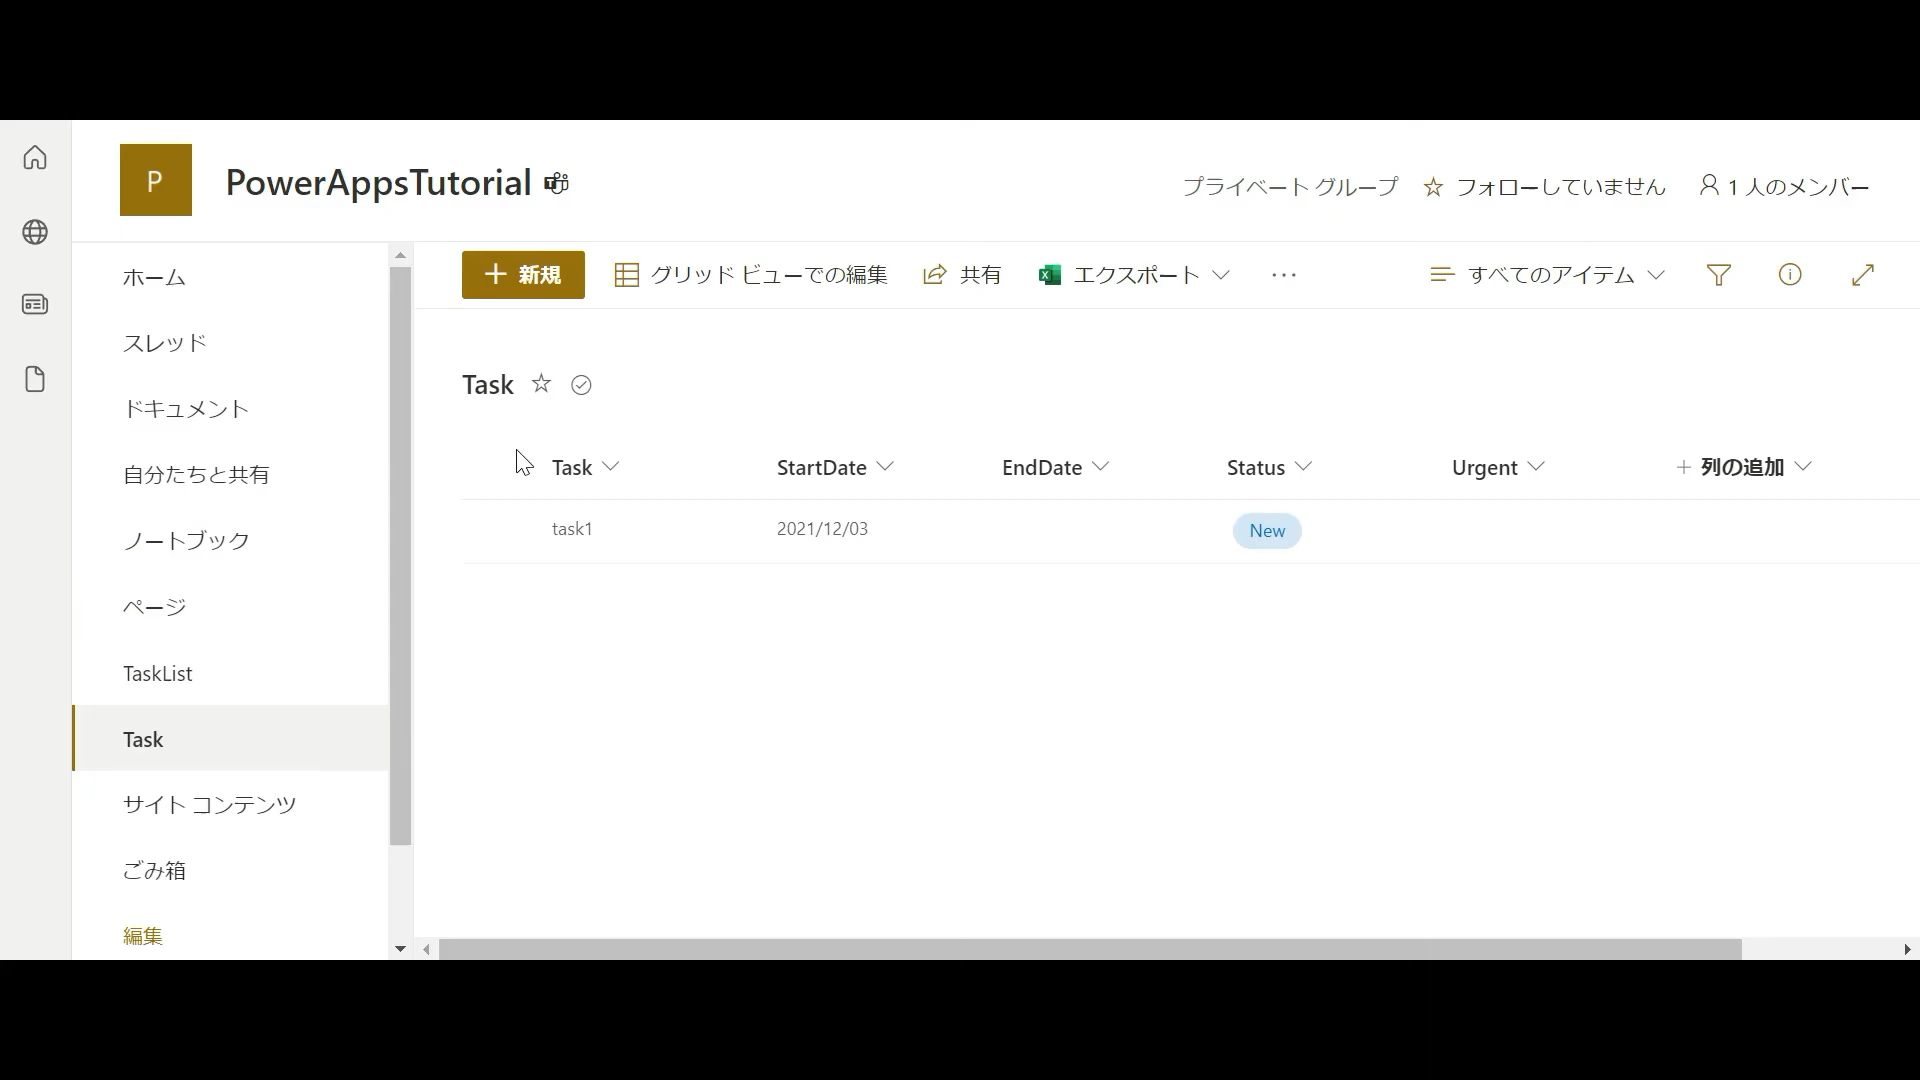 P
PowerAppsTutorial
プライベート グループ
フォローしていません
1 人のメンバー
ホーム
スレッド
ドキュメント
自分たちと共有
ノートブック
ページ
TaskList
Task
サイト コンテンツ
ごみ箱
編集
新規
グリッド ビューでの編集
共有
エクスポート
すべてのアイテム
Task
Task StartDate EndDate Status Urgent 列の追加
task1 2021/12/03 New